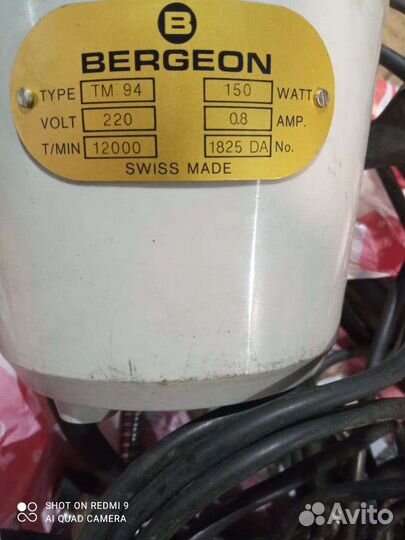 B
BERGEON
TYPE TM 94 150 WATT
VOLT 220 0.8 AMP.
T/MIN 12000 1825 DA No.
SWISS MADE
SHOT ON REDMI 9
AI QUAD CAMERA
Avito